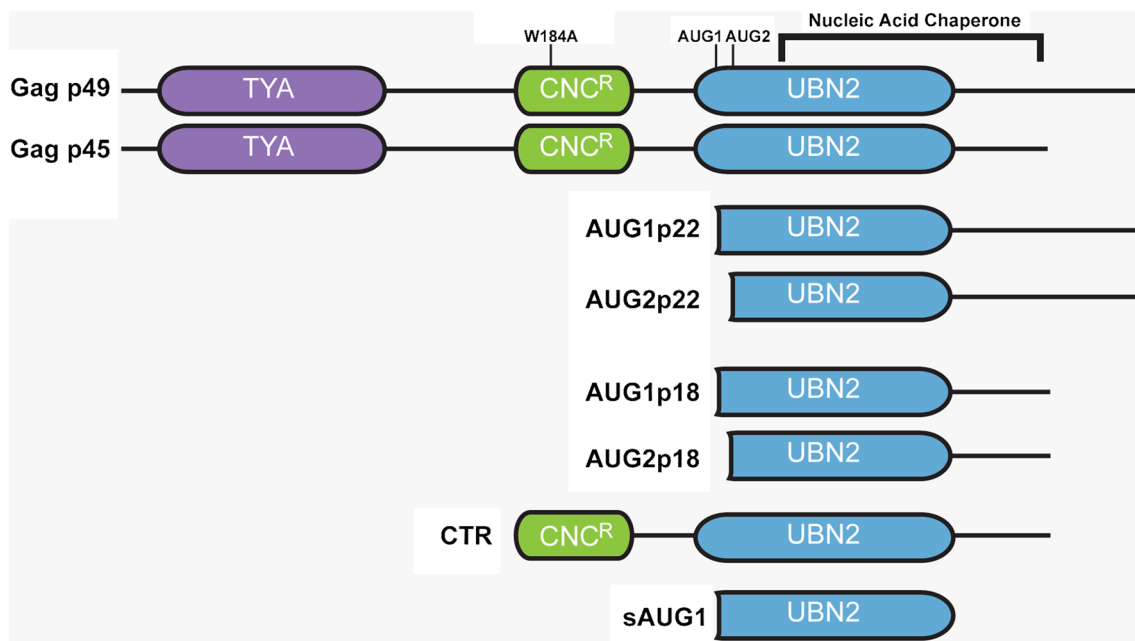 Nucleic Acid Chaperone
W184A
AUG1 AUG2
Gag p49
TYA
CNCᴿ
UBN2
Gag p45
TYA
CNCᴿ
UBN2
AUG1p22
UBN2
AUG2p22
UBN2
AUG1p18
UBN2
AUG2p18
UBN2
CTR
CNCᴿ
UBN2
sAUG1
UBN2